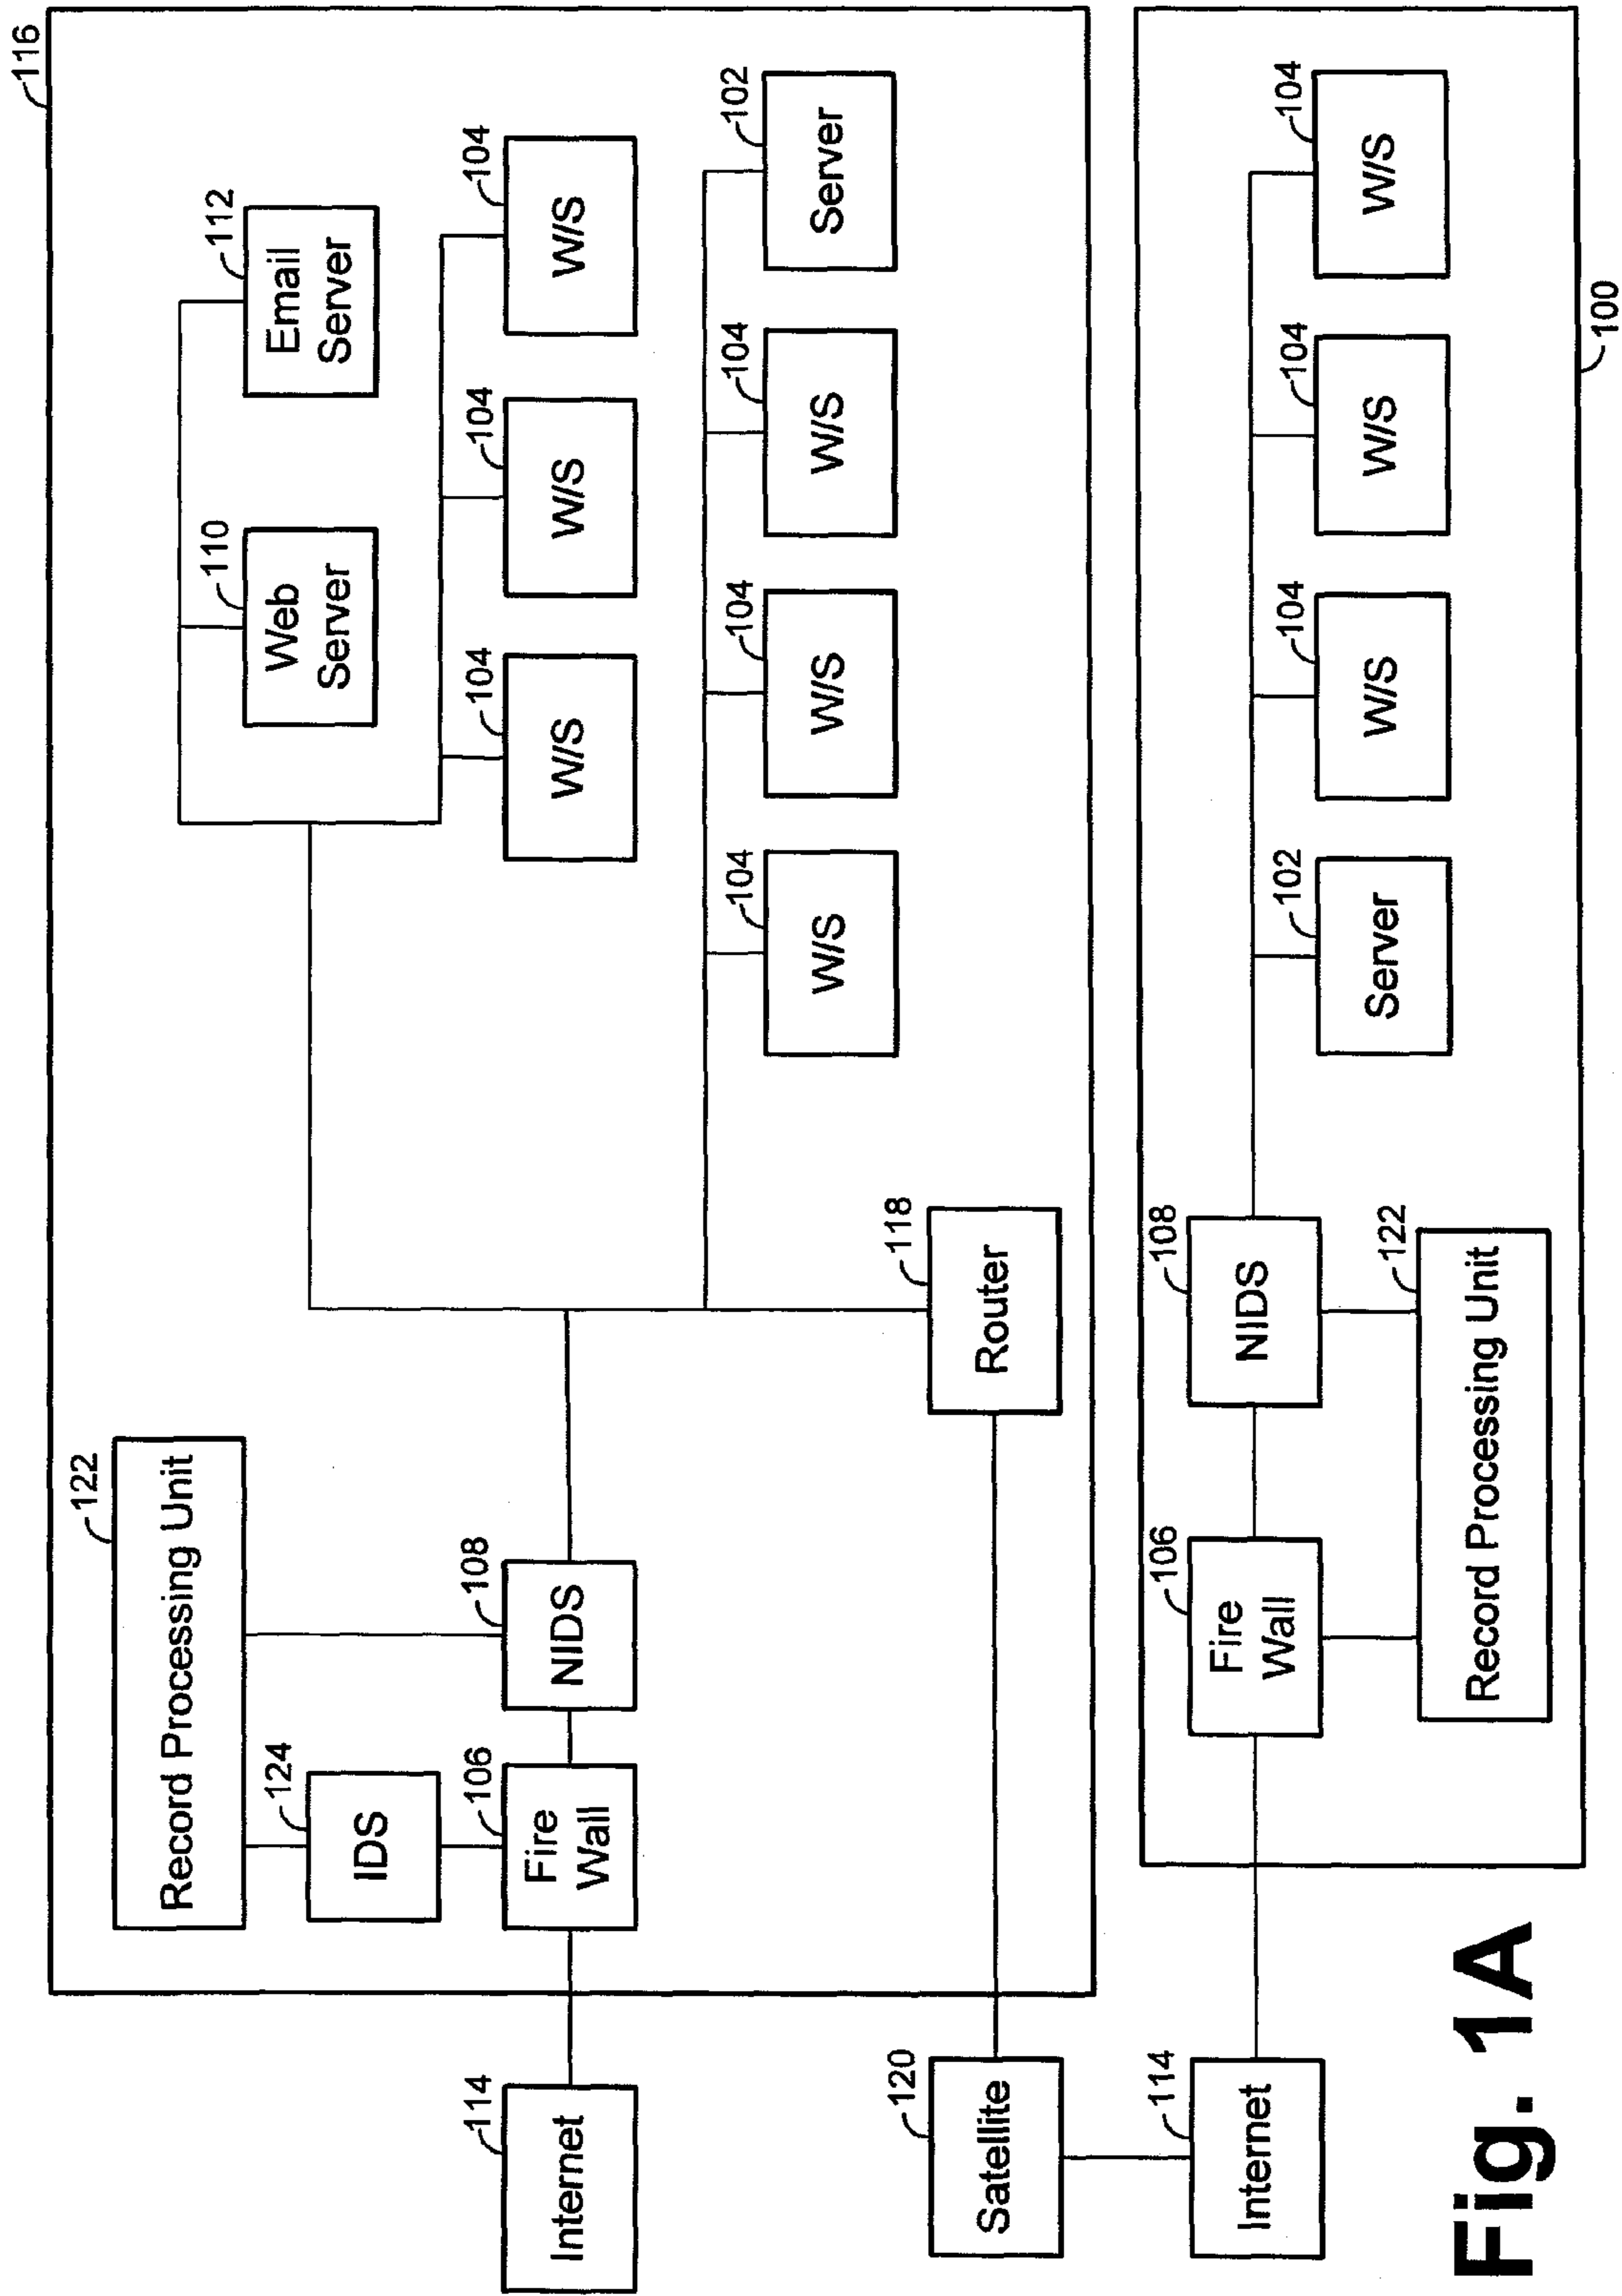 116
Record Processing Unit
122
Web
Server
110
Email
Server
112
IDS
124
W/S
104
W/S
104
W/S
104
Internet
114
Fire
Wall
106
NIDS
108
W/S
104
W/S
104
W/S
104
Server
102
Satellite
120
Router
118
Internet
114
Fire
Wall
106
NIDS
108
Server
102
W/S
104
W/S
104
W/S
104
Record Processing Unit
122
100
Fig. 1A